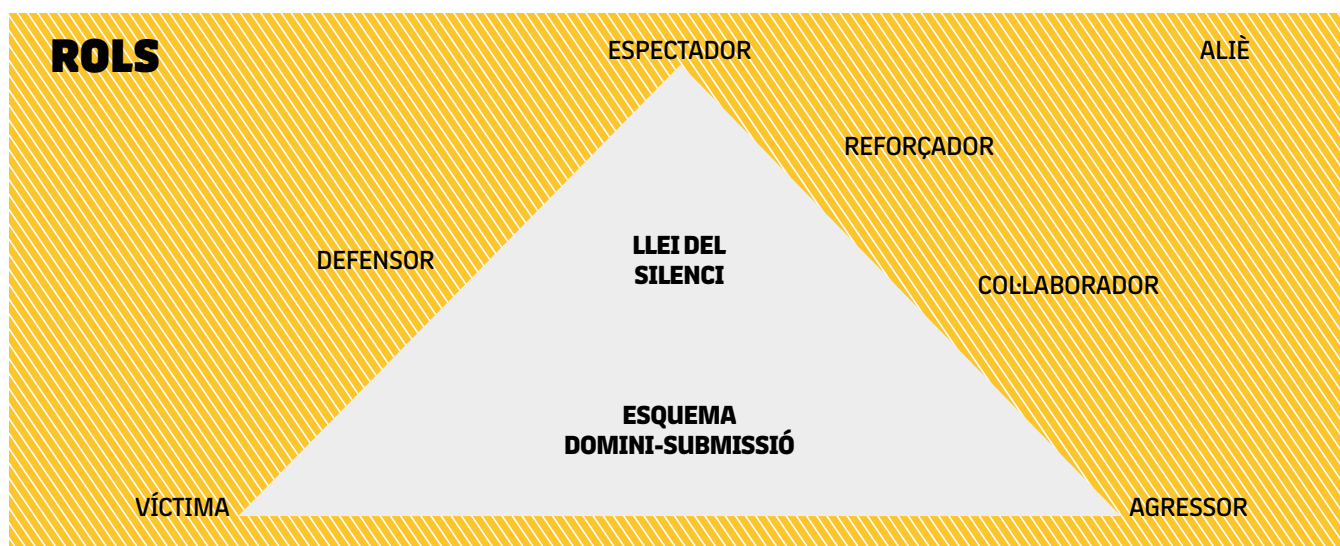 ROLS
ESPECTADOR
ALIÈ
REFORÇADOR
LLEI DEL
SILENCI
DEFENSOR
COL·LABORADOR
ESQUEMA
DOMINI-SUBMISSIÓ
VÍCTIMA
AGRESSOR